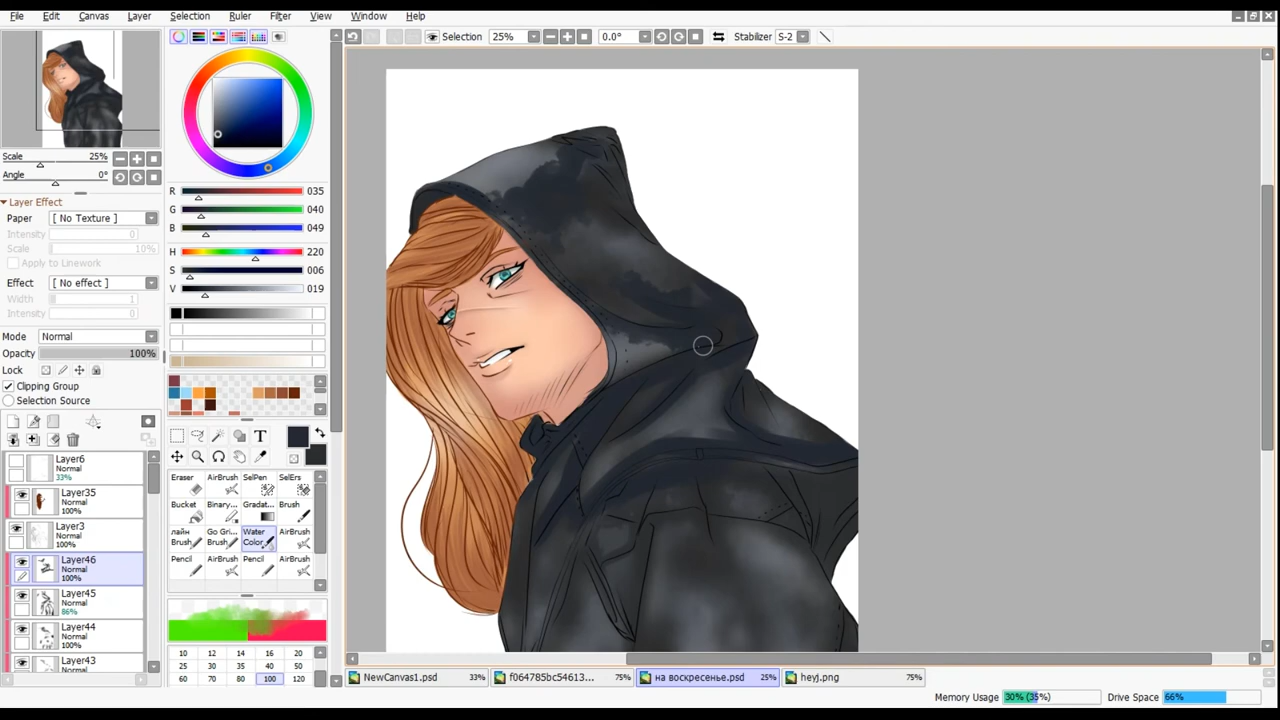 File Edit Canvas Layer Selection Ruler Filter View Window Help
Selection 25% 0.0° Stabilizer S-2
Scale 25%
Angle 0°
Layer Effect
Paper [ No Texture ]
Intensity 0
Scale 10%
Apply to Linework
Effect [ No effect ]
Width 1
Intensity 0
Mode Normal
Opacity 100%
Lock
Clipping Group
Selection Source
Layer6
Normal
33%
Layer35
Normal
100%
Layer3
Normal
100%
Layer46
Normal
100%
Layer45
Normal
86%
Layer44
Normal
100%
Layer43
Normal
R 035
G 040
B 049
H 220
S 006
V 019
T
Eraser AirBrush SelPen SelErs
Bucket Binary... Gradat... Brush
лайн Brush Go Gri... Brush Water Color AirBrush
Pencil AirBrush Pencil AirBrush
10 12 14 16 20
25 30 35 40 50
60 70 80 100 120
NewCanvas1.psd 33% f064785bc54613... 75% на воскресенье.psd 25% heyj.png 75%
Memory Usage 30% (35%) Drive Space 66%